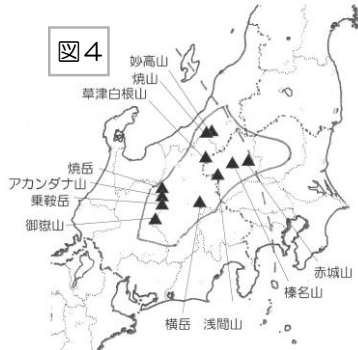 図４
妙高山
焼山
草津白根山
焼岳
アカンダナ山
乗鞍岳
御嶽山
赤城山
榛名山
横岳
浅間山